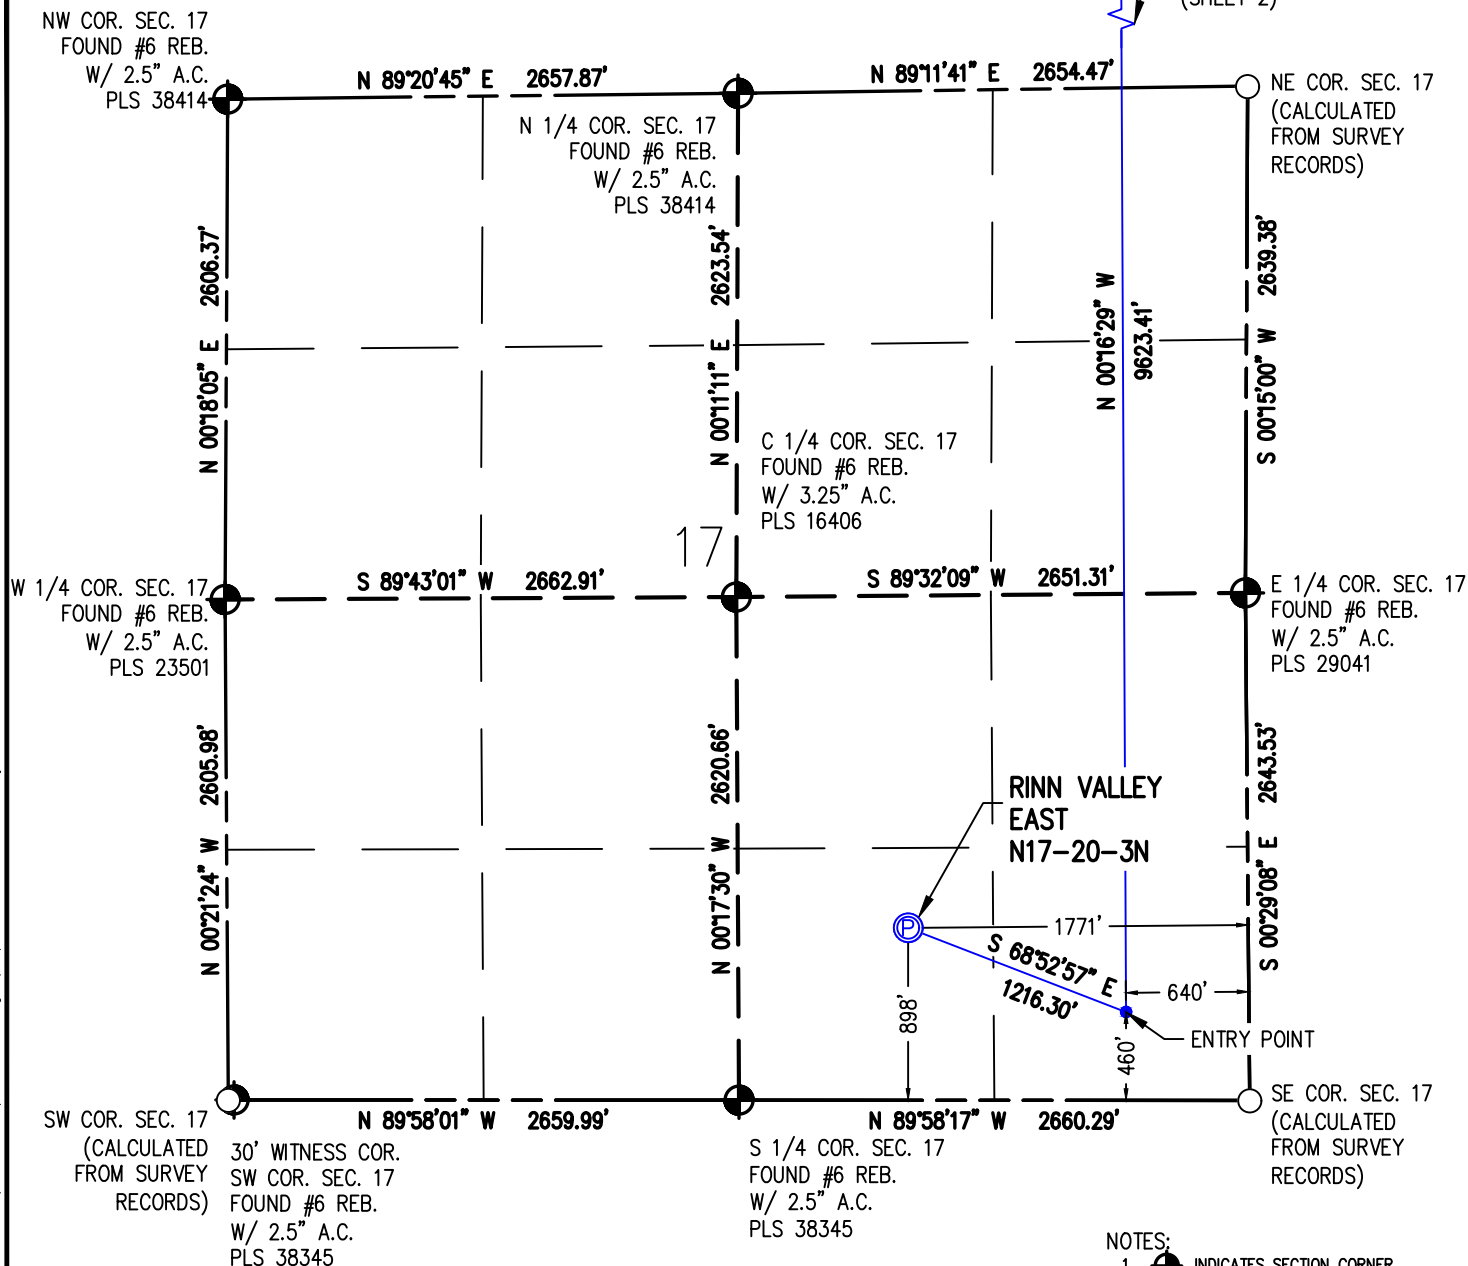 (SHEET 2)
NW COR. SEC. 17
FOUND #6 REB.
W/ 2.5" A.C.
PLS 38414
N 89°20'45" E 2657.87'
N 89°11'41" E 2654.47'
NE COR. SEC. 17
(CALCULATED
FROM SURVEY
RECORDS)
N 1/4 COR. SEC. 17
FOUND #6 REB.
W/ 2.5" A.C.
PLS 38414
N 00°18'05" E 2606.37'
N 00°11'11" E 2623.54'
N 00°16'29" W
9623.41'
S 00°15'00" W 2639.38'
C 1/4 COR. SEC. 17
FOUND #6 REB.
W/ 3.25" A.C.
PLS 16406
17
W 1/4 COR. SEC. 17
FOUND #6 REB.
W/ 2.5" A.C.
PLS 23501
S 89°43'01" W 2662.91'
S 89°32'09" W 2651.31'
E 1/4 COR. SEC. 17
FOUND #6 REB.
W/ 2.5" A.C.
PLS 29041
N 00°21'24" W 2605.98'
N 00°17'30" W 2620.66'
S 00°29'08" E 2643.53'
RINN VALLEY
EAST
N17-20-3N
P
1771'
S 68°52'57" E
1216.30'
640'
898'
460'
ENTRY POINT
SW COR. SEC. 17
(CALCULATED
FROM SURVEY
RECORDS)
N 89°58'01" W 2659.99'
N 89°58'17" W 2660.29'
SE COR. SEC. 17
(CALCULATED
FROM SURVEY
RECORDS)
30' WITNESS COR.
SW COR. SEC. 17
FOUND #6 REB.
W/ 2.5" A.C.
PLS 38345
S 1/4 COR. SEC. 17
FOUND #6 REB.
W/ 2.5" A.C.
PLS 38345
NOTES:
1. INDICATES SECTION CORNER